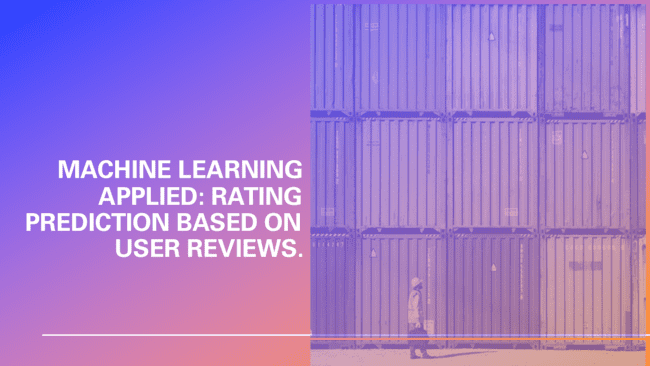 MACHINE LEARNING
APPLIED: RATING
PREDICTION BASED ON
USER REVIEWS.